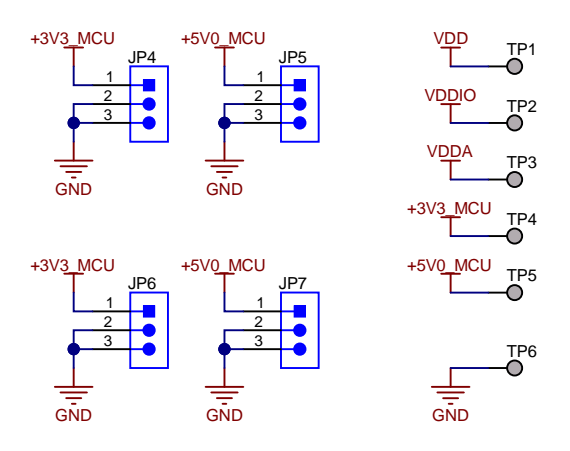 +3V3_MCU
JP4
1
2
3
GND
+5V0_MCU
JP5
1
2
3
GND
VDD
TP1
VDDIO
TP2
VDDA
TP3
+3V3_MCU
TP4
+5V0_MCU
TP5
TP6
GND
+3V3_MCU
JP6
1
2
3
GND
+5V0_MCU
JP7
1
2
3
GND